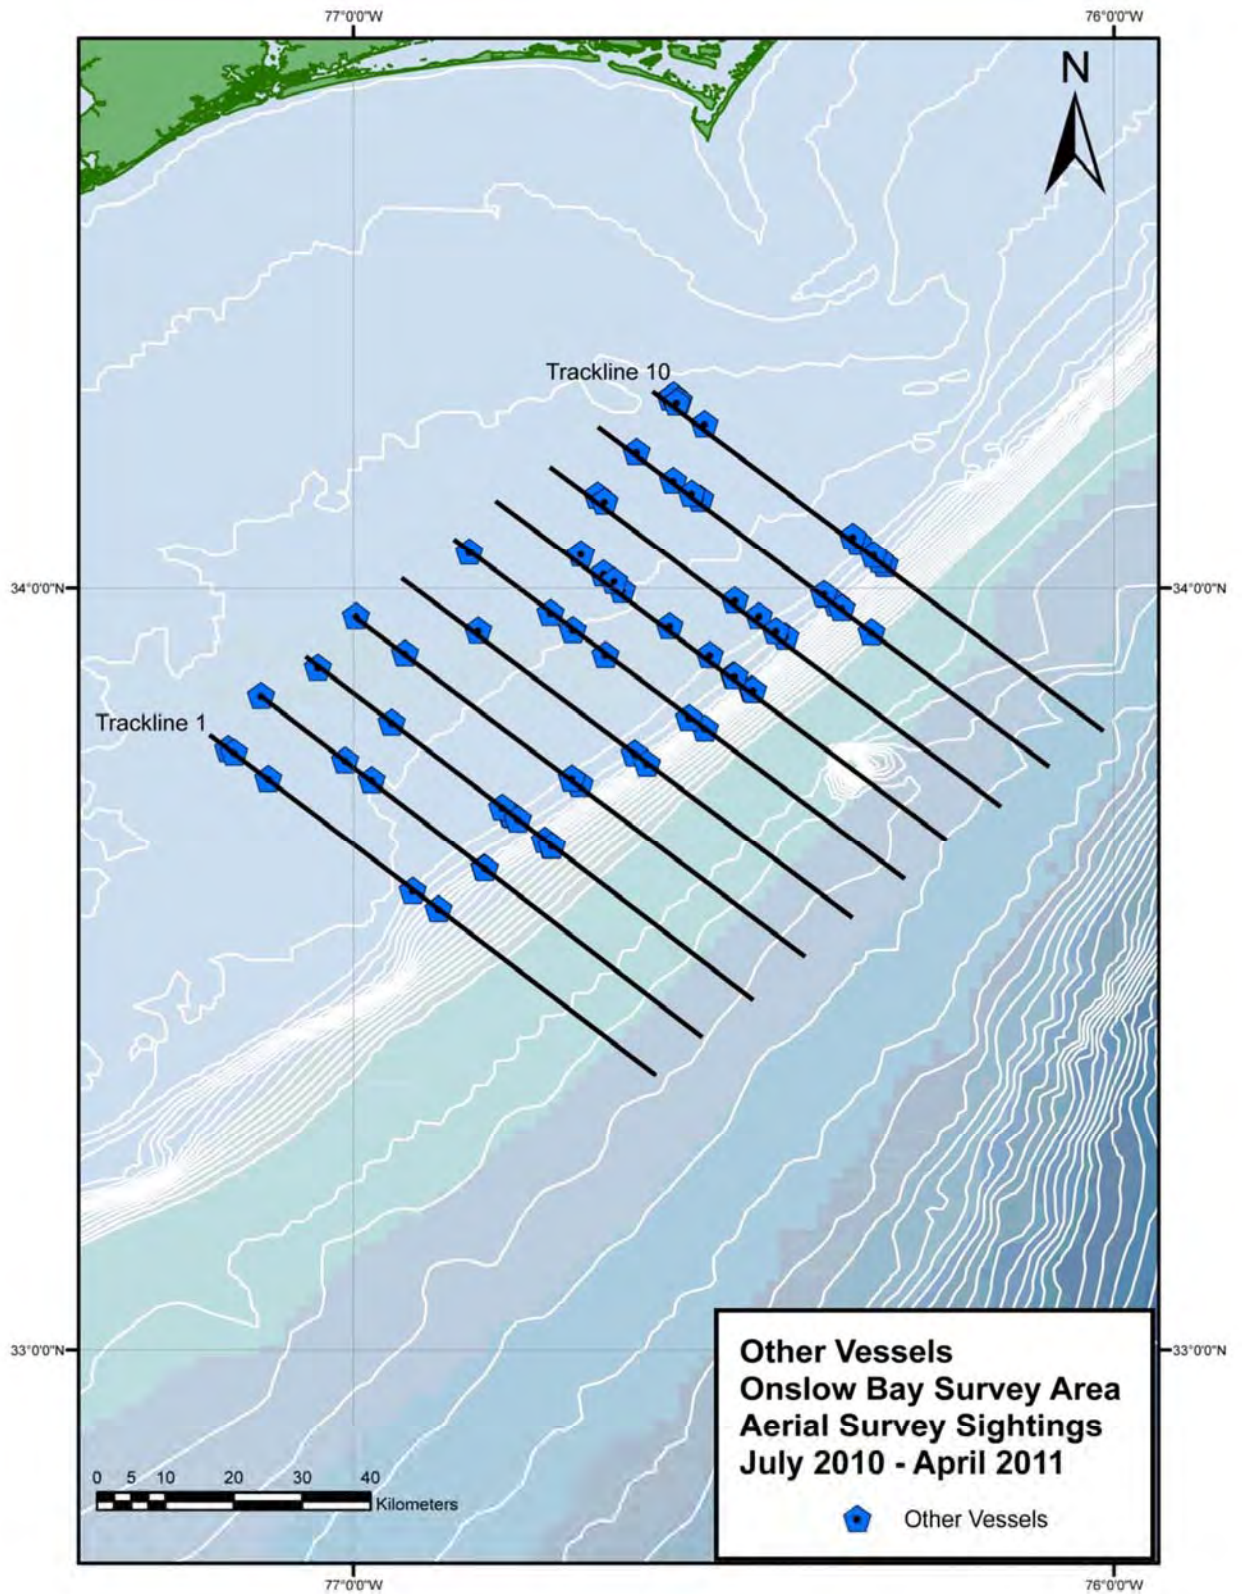 77°0'0"W
76°0'0"W
N
Trackline 10
34°0'0"N
34°0'0"N
Trackline 1
33°0'0"N
33°0'0"N
Other Vessels
Onslow Bay Survey Area
Aerial Survey Sightings
July 2010 - April 2011
Other Vessels
0 5 10 20 30 40
Kilometers
77°0'0"W
76°0'0"W